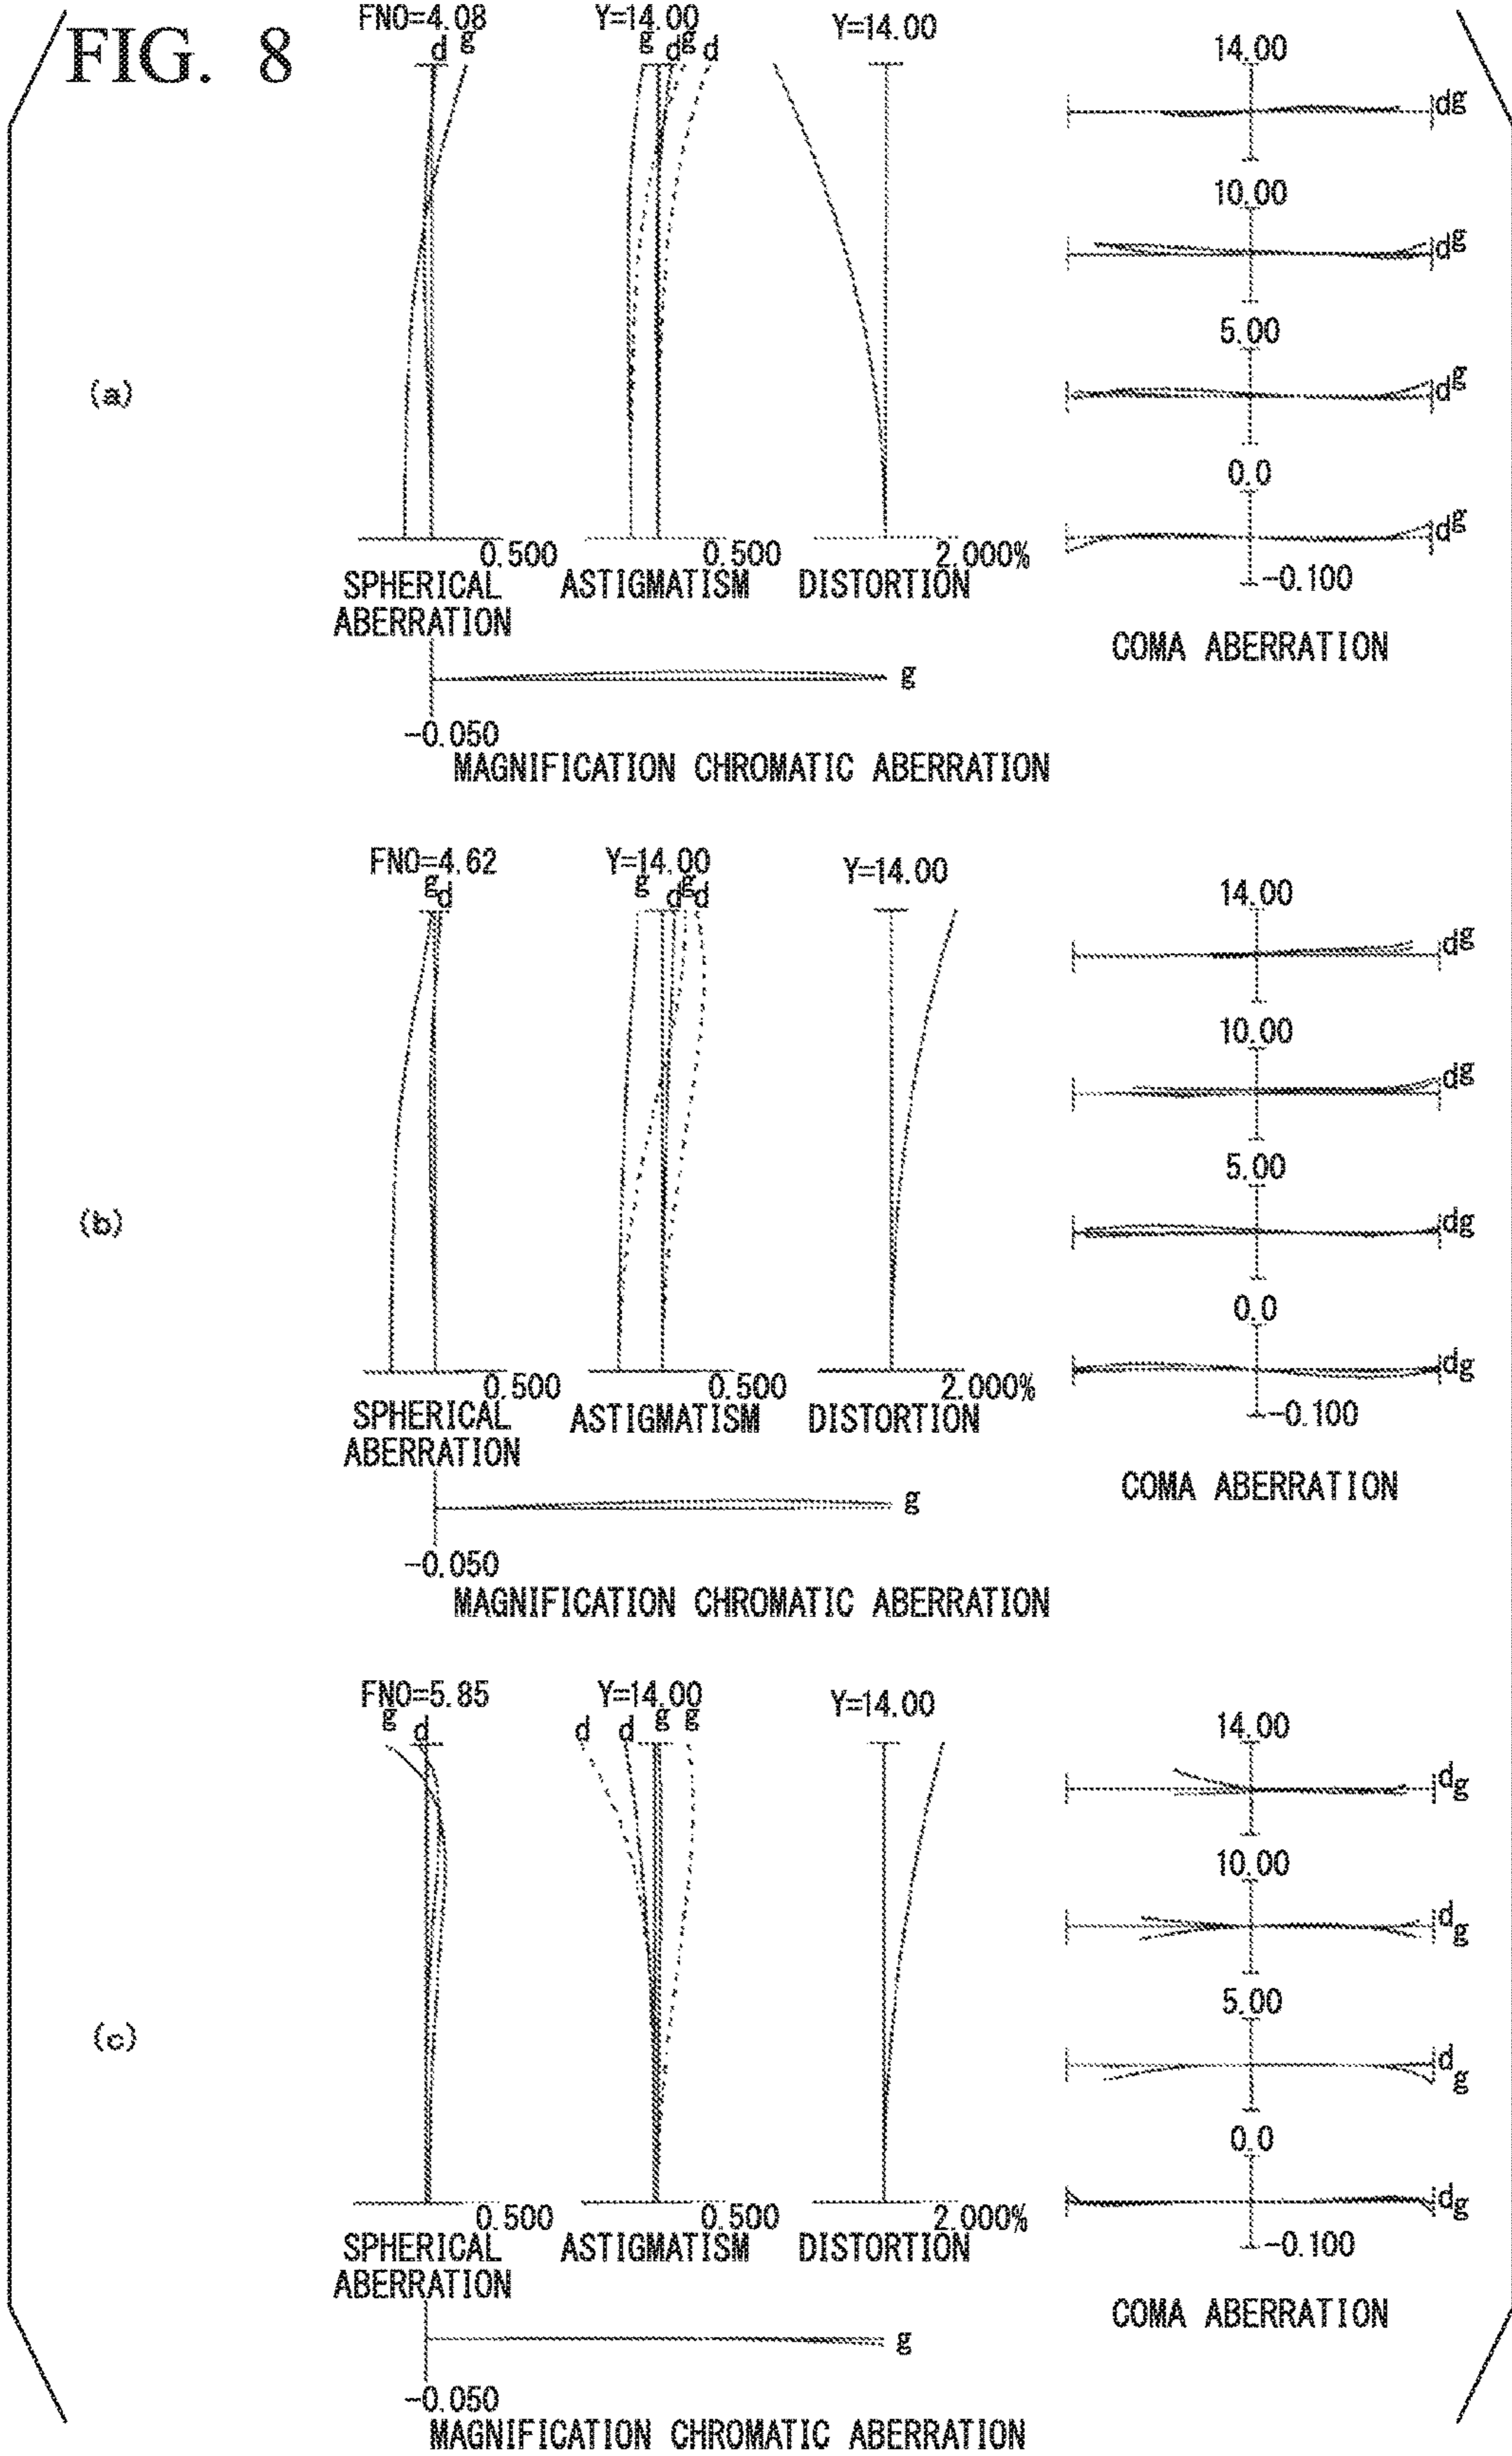 FIG. 8
(a)
FNO=4.08
d g
Y=14.00
g d g d
Y=14.00
0.500
SPHERICAL
ABERRATION
0.500
ASTIGMATISM
2.000%
DISTORTION
14.00
dg
10.00
dg
5.00
dg
0.0
dg
-0.100
COMA ABERRATION
g
-0.050
MAGNIFICATION CHROMATIC ABERRATION
(b)
FNO=4.62
g d
Y=14.00
g d g d
Y=14.00
0.500
SPHERICAL
ABERRATION
0.500
ASTIGMATISM
2.000%
DISTORTION
14.00
dg
10.00
dg
5.00
dg
0.0
dg
-0.100
COMA ABERRATION
g
-0.050
MAGNIFICATION CHROMATIC ABERRATION
(c)
FNO=5.85
g d
Y=14.00
d d g g
Y=14.00
0.500
SPHERICAL
ABERRATION
0.500
ASTIGMATISM
2.000%
DISTORTION
14.00
dg
10.00
dg
5.00
dg
0.0
dg
-0.100
COMA ABERRATION
g
-0.050
MAGNIFICATION CHROMATIC ABERRATION